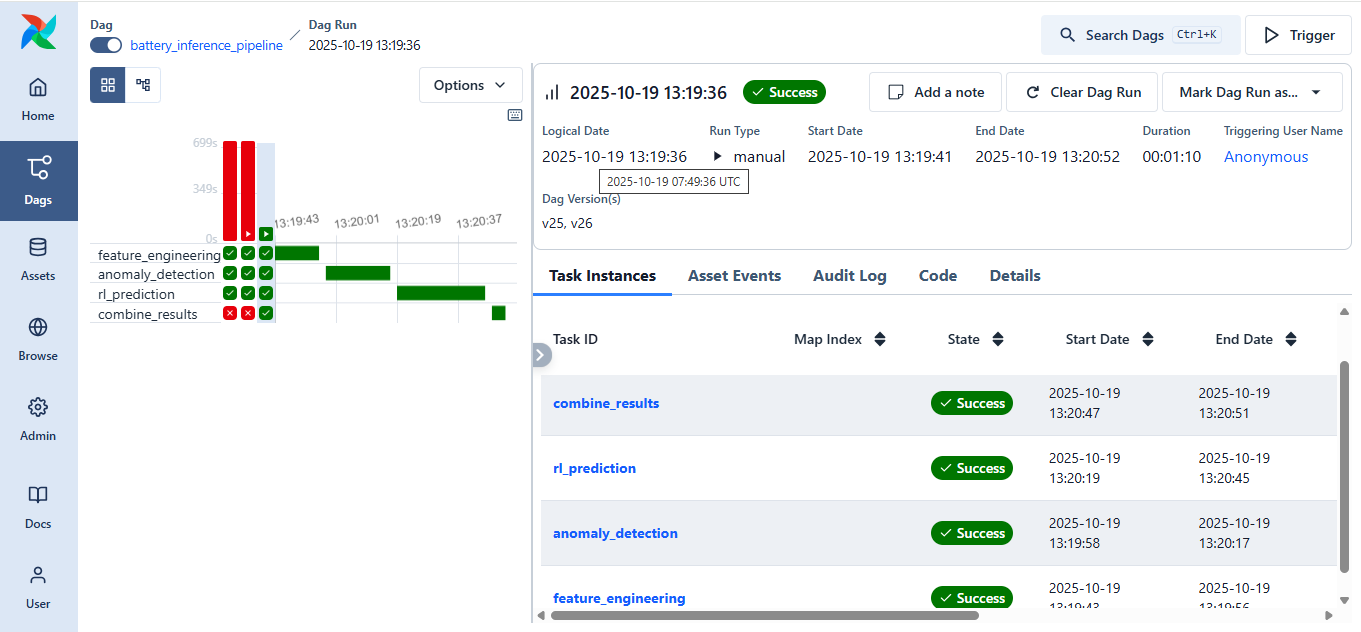 Dag
battery_inference_pipeline
/
Dag Run
2025-10-19 13:19:36
Search Dags Ctrl+K
Trigger
Home
Dags
Assets
Browse
Admin
Docs
User
Options
699s
349s
0s
13:19:43 13:20:01 13:20:19 13:20:37
feature_engineering
anomaly_detection
rl_prediction
combine_results
2025-10-19 13:19:36 Success
Add a note
Clear Dag Run
Mark Dag Run as...
Logical Date Run Type Start Date End Date Duration Triggering User Name
2025-10-19 13:19:36 manual 2025-10-19 13:19:41 2025-10-19 13:20:52 00:01:10 Anonymous
2025-10-19 07:49:36 UTC
Dag Version(s)
v25, v26
Task Instances Asset Events Audit Log Code Details
Task ID Map Index State Start Date End Date
combine_results Success 2025-10-19 13:20:47 2025-10-19 13:20:51
rl_prediction Success 2025-10-19 13:20:19 2025-10-19 13:20:45
anomaly_detection Success 2025-10-19 13:19:58 2025-10-19 13:20:17
feature_engineering Success 2025-10-19 13:19:43 2025-10-19 13:19:56